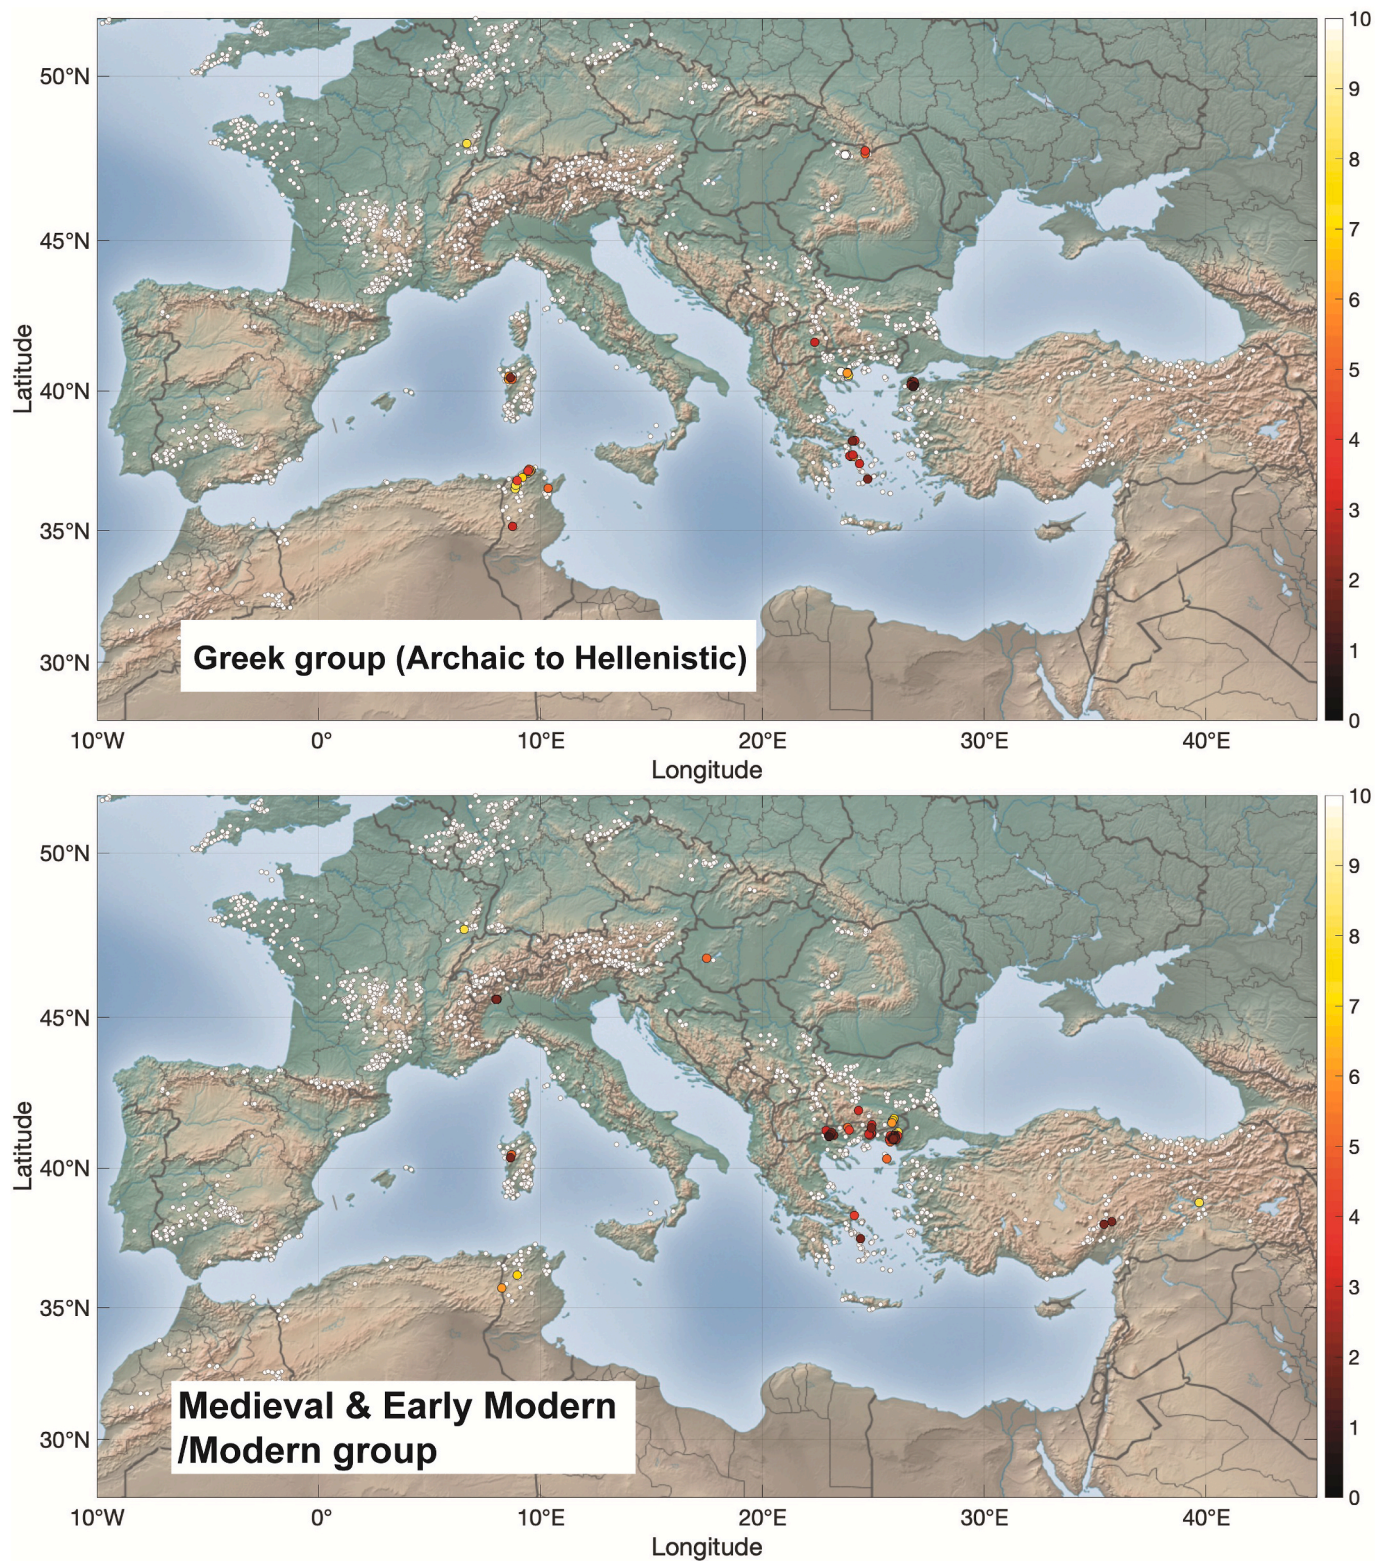 10
50°N
9
8
7
45°N
6
Latitude
5
40°N
4
3
35°N
2
Greek group (Archaic to Hellenistic)
1
30°N
0
10°W
0°
10°E
20°E
30°E
40°E
Longitude
10
50°N
9
8
7
45°N
6
Latitude
5
40°N
4
3
35°N
2
Medieval & Early Modern
/Modern group
1
30°N
0
10°W
0°
10°E
20°E
30°E
40°E
Longitude